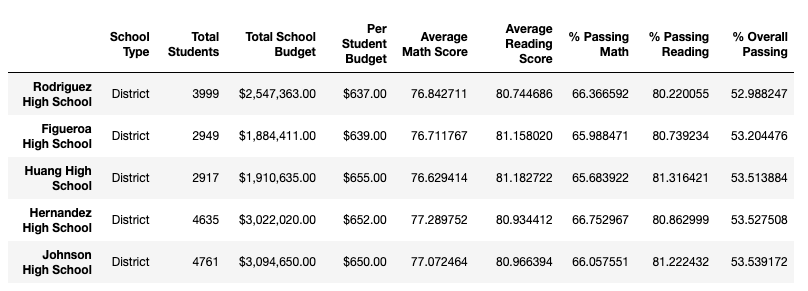 School Type Total Students Total School Budget Per Student Budget Average Math Score Average Reading Score % Passing Math % Passing Reading % Overall Passing
Rodriguez High School District 3999 $2,547,363.00 $637.00 76.842711 80.744686 66.366592 80.220055 52.988247
Figueroa High School District 2949 $1,884,411.00 $639.00 76.711767 81.158020 65.988471 80.739234 53.204476
Huang High School District 2917 $1,910,635.00 $655.00 76.629414 81.182722 65.683922 81.316421 53.513884
Hernandez High School District 4635 $3,022,020.00 $652.00 77.289752 80.934412 66.752967 80.862999 53.527508
Johnson High School District 4761 $3,094,650.00 $650.00 77.072464 80.966394 66.057551 81.222432 53.539172